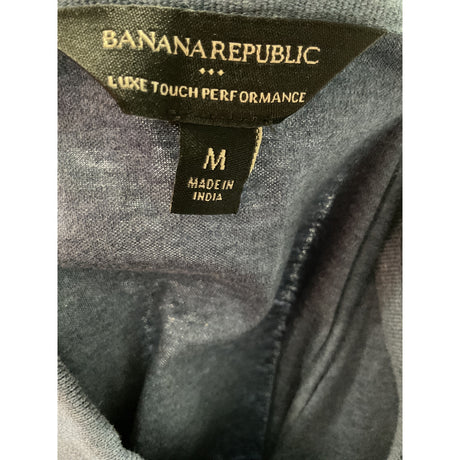 BANANA REPUBLIC
LUXE TOUCH PERFORMANCE
M
MADE IN
INDIA